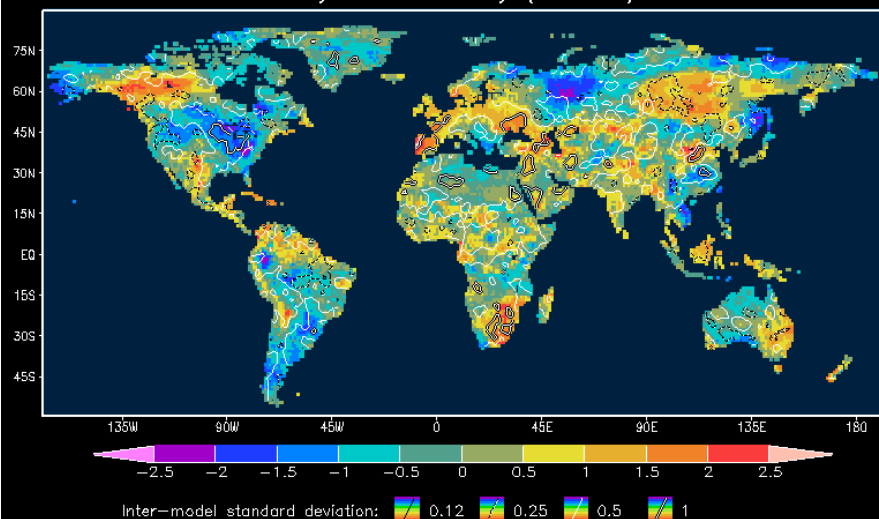 75N
60N
45N
30N
15N
EQ
15S
30S
45S
135W 90W 45W 0 45E 90E 135E 180
-2.5 -2 -1.5 -1 -0.5 0 0.5 1 1.5 2 2.5
Inter-model standard deviation: 0.12 0.25 0.5 1